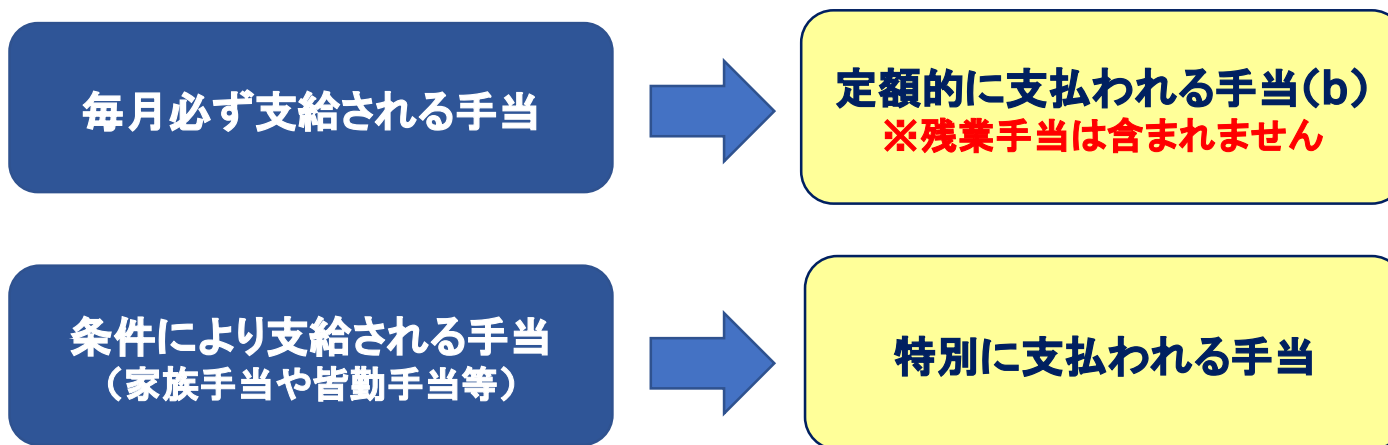 毎月必ず支給される手当
定額的に支払われる手当(b)
※残業手当は含まれません
条件により支給される手当
(家族手当や皆勤手当等)
特別に支払われる手当